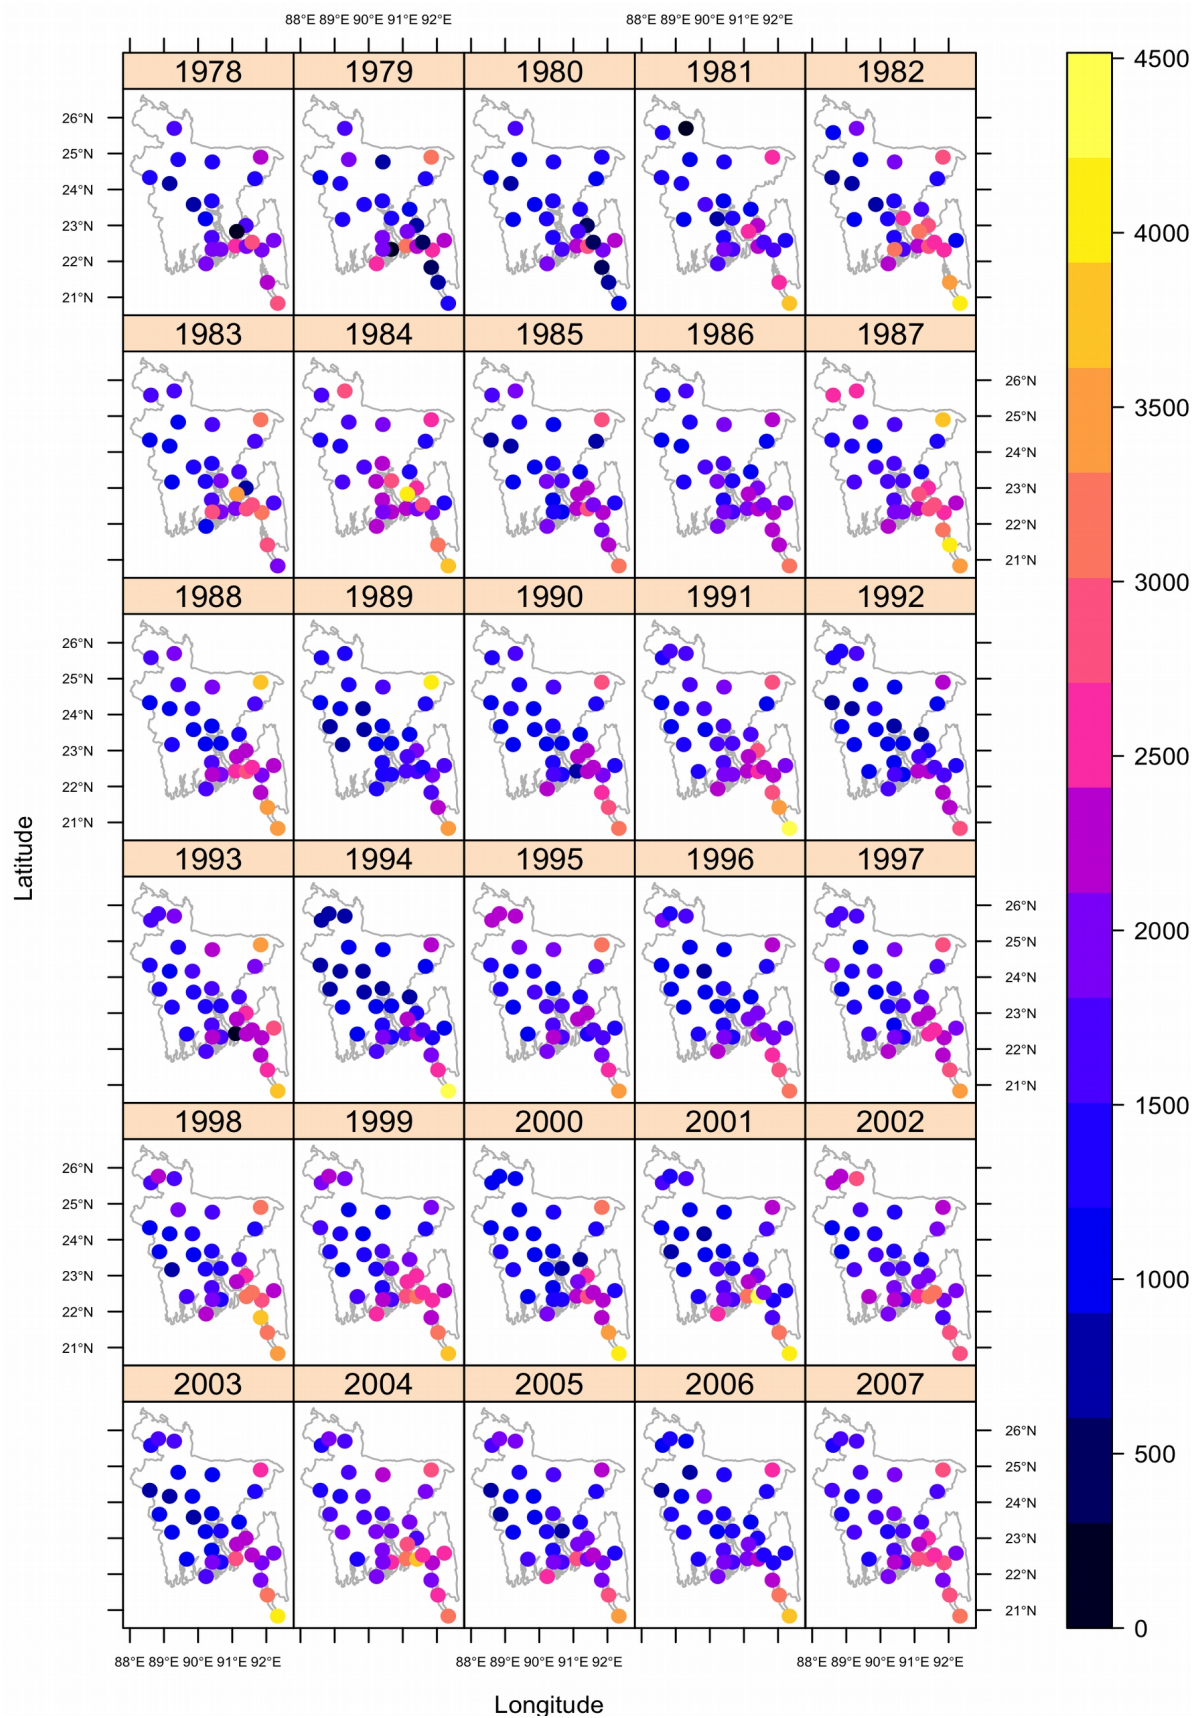 88°E 89°E 90°E 91°E 92°E 88°E 89°E 90°E 91°E 92°E
1978 1979 1980 1981 1982
26°N
25°N
24°N
23°N
22°N
21°N
1983 1984 1985 1986 1987
26°N
25°N
24°N
23°N
22°N
21°N
1988 1989 1990 1991 1992
26°N
25°N
24°N
23°N
22°N
21°N
1993 1994 1995 1996 1997
26°N
25°N
24°N
23°N
22°N
21°N
1998 1999 2000 2001 2002
26°N
25°N
24°N
23°N
22°N
21°N
2003 2004 2005 2006 2007
26°N
25°N
24°N
23°N
22°N
21°N
88°E 89°E 90°E 91°E 92°E 88°E 89°E 90°E 91°E 92°E 88°E 89°E 90°E 91°E 92°E
Longitude
Latitude
4500
4000
3500
3000
2500
2000
1500
1000
500
0